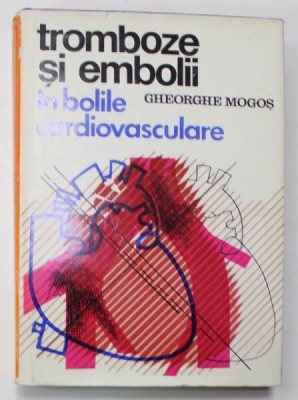 tromboze
și embolii
în bolile GHEORGHE MOGOȘ
cardiovasculare